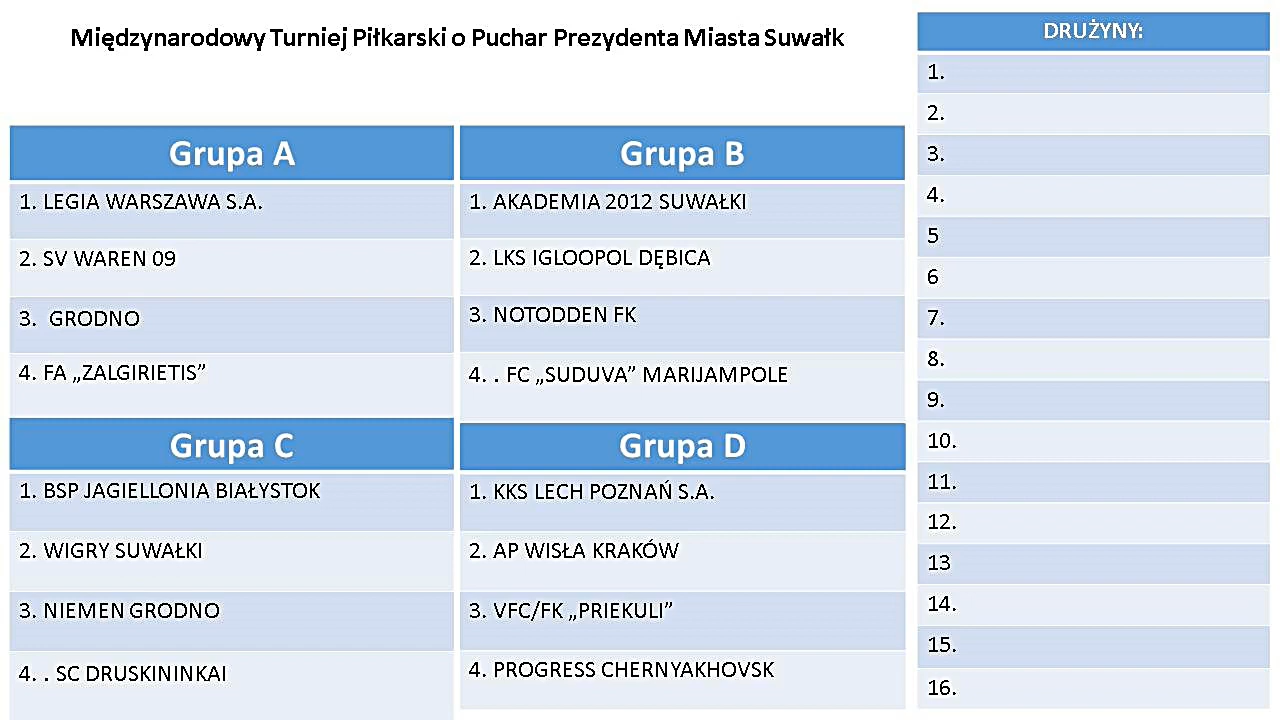 Międzynarodowy Turniej Piłkarski o Puchar Prezydenta Miasta Suwałk
Grupa A
1. LEGIA WARSZAWA S.A.
2. SV WAREN 09
3.  GRODNO
4. FA „ZALGIRIETIS”
Grupa B
1. AKADEMIA 2012 SUWAŁKI
2. LKS IGLOOPOL DĘBICA
3. NOTODDEN FK
4. . FC „SUDUVA” MARIJAMPOLE
Grupa C
1. BSP JAGIELLONIA BIAŁYSTOK
2. WIGRY SUWAŁKI
3. NIEMEN GRODNO
4. . SC DRUSKININKAI
Grupa D
1. KKS LECH POZNAŃ S.A.
2. AP WISŁA KRAKÓW
3. VFC/FK „PRIEKULI”
4. PROGRESS CHERNYAKHOVSK
DRUŻYNY:
1.
2.
3.
4.
5
6
7.
8.
9.
10.
11.
12.
13
14.
15.
16.